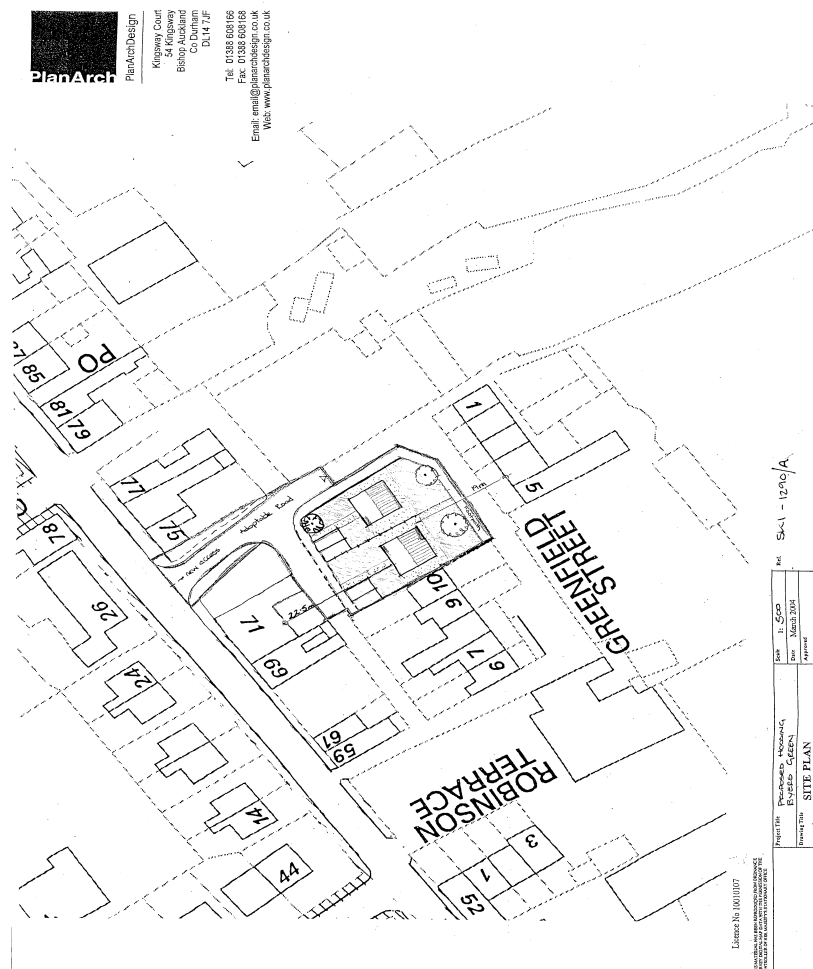 PlanArch
PlanArchDesign
Kingsway Court
54 Kingsway
Bishop Auckland
Co Durham
DL14 7JF
Tel: 01388 608166
Fax: 01388 608168
Email: email@planarchdesign.co.uk
Web: www.planarchdesign.co.uk
85
PO
81
79
77
75
78
26
24
14
44
New Access
Adoptable Road
71
69
22.5m
67
59
1
5
10
9
7
6
GREENFIELD
STREET
ROBINSON
TERRACE
3
1
52
Project Title
PROPOSED HOUSING,
BYERS GREEN
Drawing Title
SITE PLAN
Scale
1:500
Date
March 2004
Approved
Ref.
SK1 - 1290/A
Licence No 10010107